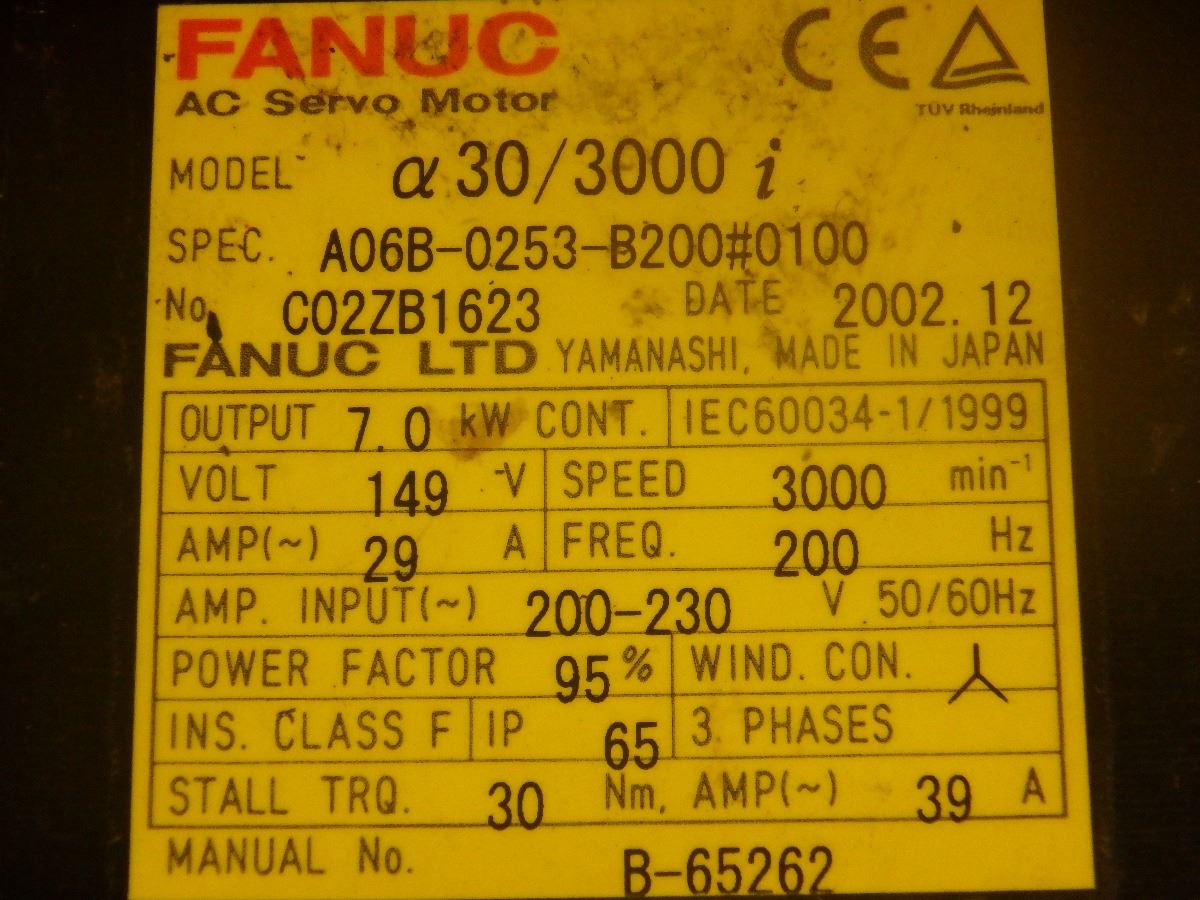 FANUC
AC Servo Motor
CE
TÜV Rheinland
MODEL α30/3000 i
SPEC. A06B-0253-B200#0100
No. C02ZB1623 DATE 2002.12
FANUC LTD YAMANASHI, MADE IN JAPAN
OUTPUT 7.0 kW CONT. IEC60034-1/1999
VOLT 149 V SPEED 3000 min⁻¹
AMP(~) 29 A FREQ. 200 Hz
AMP. INPUT(~) 200-230 V 50/60Hz
POWER FACTOR 95% WIND. CON.
INS. CLASS F IP 65 3 PHASES
STALL TRQ. 30 Nm, AMP(~) 39 A
MANUAL No. B-65262